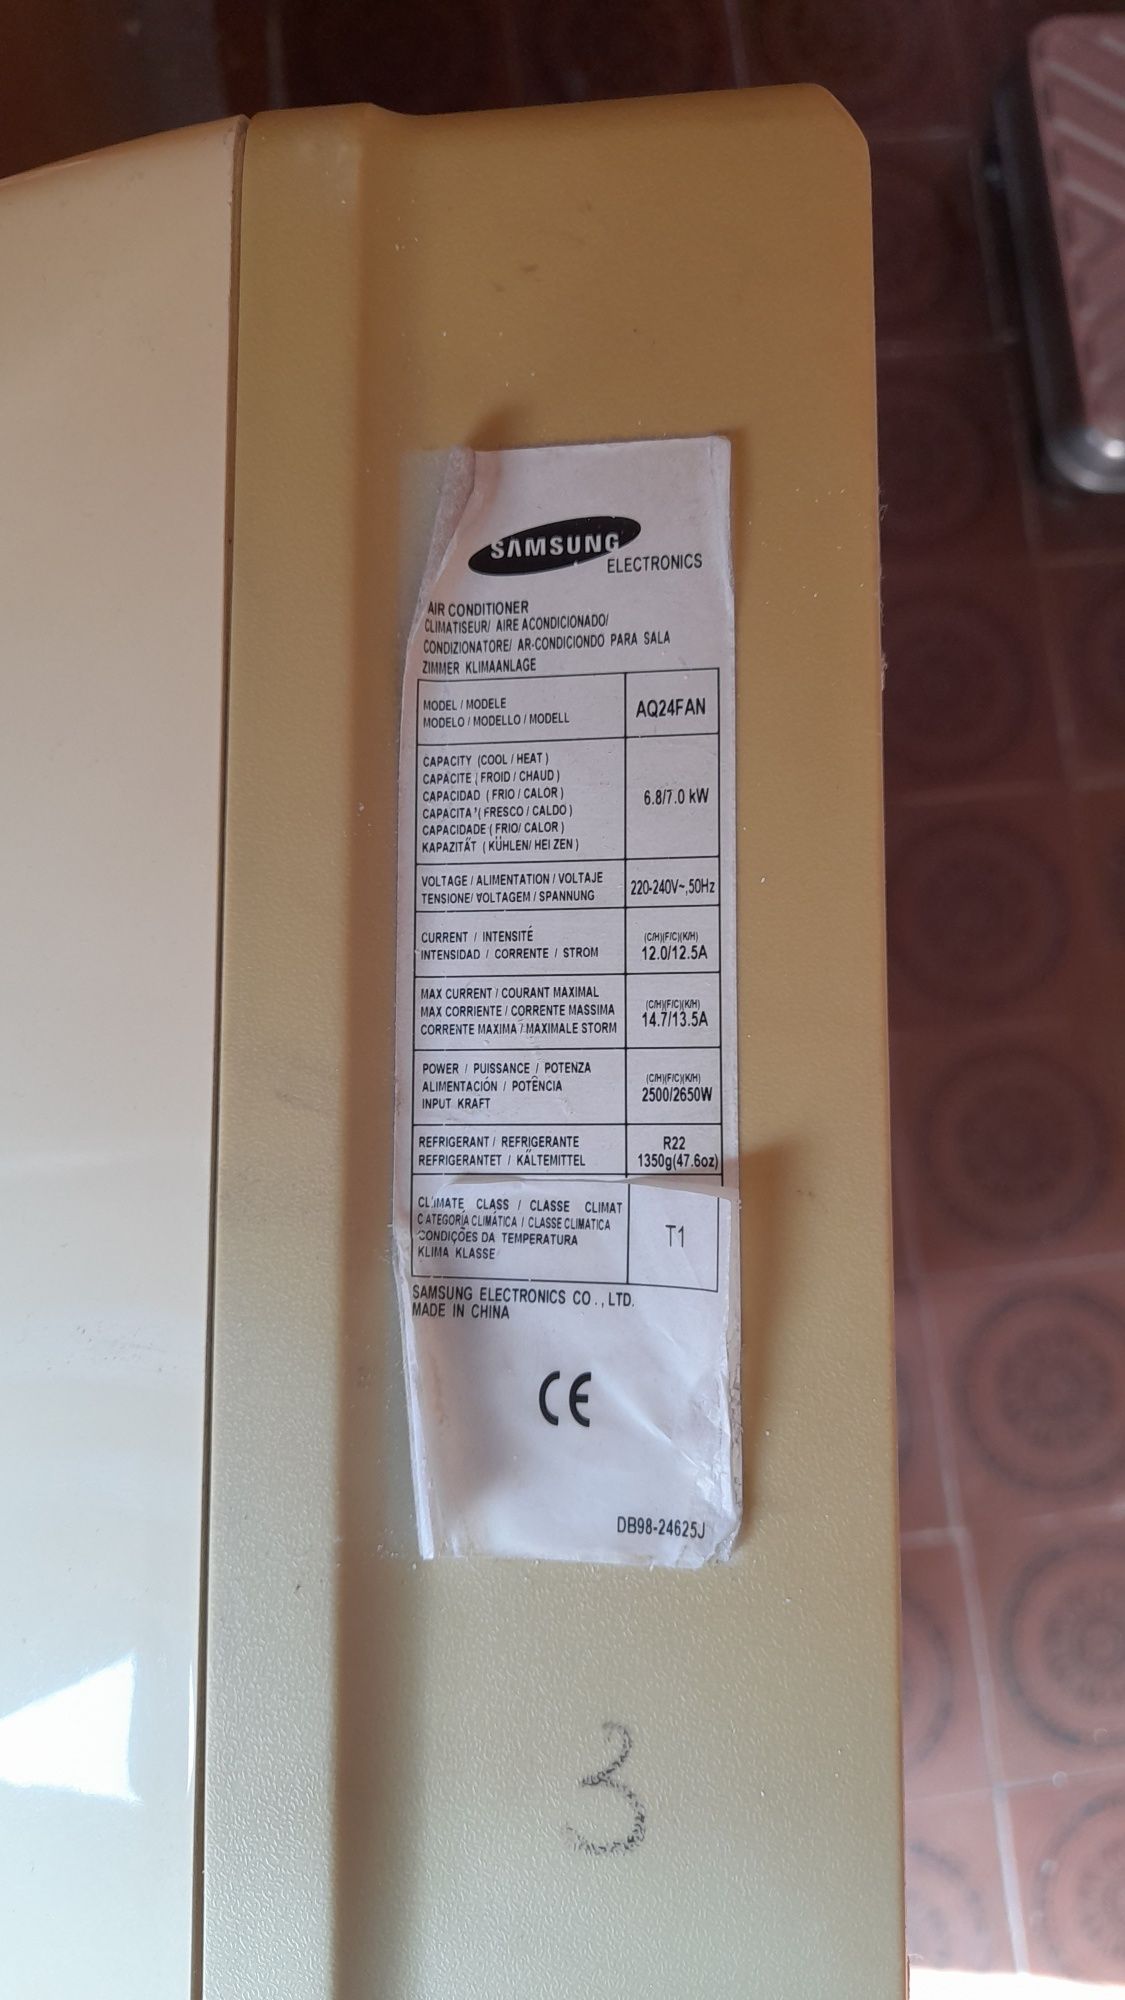 SAMSUNG
ELECTRONICS
AIR CONDITIONER
CLIMATISEUR/ AIRE ACONDICIONADO/
CONDIZIONATORE/ AR-CONDICIONDO PARA SALA
ZIMMER KLIMAANLAGE
MODEL / MODELE
MODELO / MODELLO / MODELL
AQ24FAN
CAPACITY (COOL / HEAT)
CAPACITE ( FROID / CHAUD )
CAPACIDAD ( FRIO / CALOR )
CAPACITA'( FRESCO / CALDO )
CAPACIDADE ( FRIO/ CALOR )
KAPAZITÄT ( KÜHLEN/ HEI ZEN )
6.8/7.0 kW
VOLTAGE / ALIMENTATION / VOLTAJE
TENSIONE/ VOLTAGEM / SPANNUNG
220-240V~,50Hz
CURRENT / INTENSITÉ
INTENSIDAD / CORRENTE / STROM
(C/H)(F/C)(K/H)
12.0/12.5A
MAX CURRENT / COURANT MAXIMAL
MAX CORRIENTE / CORRENTE MASSIMA
CORRENTE MAXIMA / MAXIMALE STORM
(C/H)(F/C)(K/H)
14.7/13.5A
POWER / PUISSANCE / POTENZA
ALIMENTACIÓN / POTÊNCIA
INPUT KRAFT
(C/H)(F/C)(K/H)
2500/2650W
REFRIGERANT / REFRIGERANTE
REFRIGERANTET / KÄLTEMITTEL
R22
1350g(47.6oz)
CLIMATE CLASS / CLASSE CLIMAT
CATEGORÍA CLIMÁTICA / CLASSE CLIMATICA
CONDIÇÕES DA TEMPERATURA
KLIMA KLASSE
T1
SAMSUNG ELECTRONICS CO., LTD.
MADE IN CHINA
CE
DB98-24625J
3